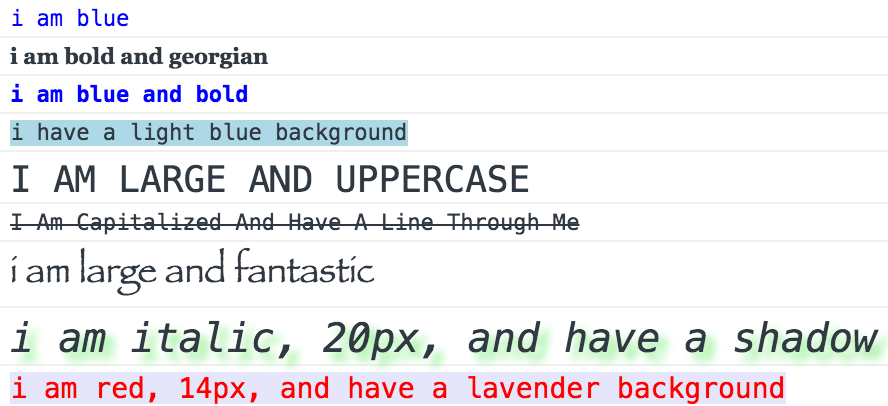 i am blue
i am bold and georgian
i am blue and bold
i have a light blue background
I AM LARGE AND UPPERCASE
I Am Capitalized And Have A Line Through Me
i am large and fantastic
i am italic, 20px, and have a shadow
i am red, 14px, and have a lavender background